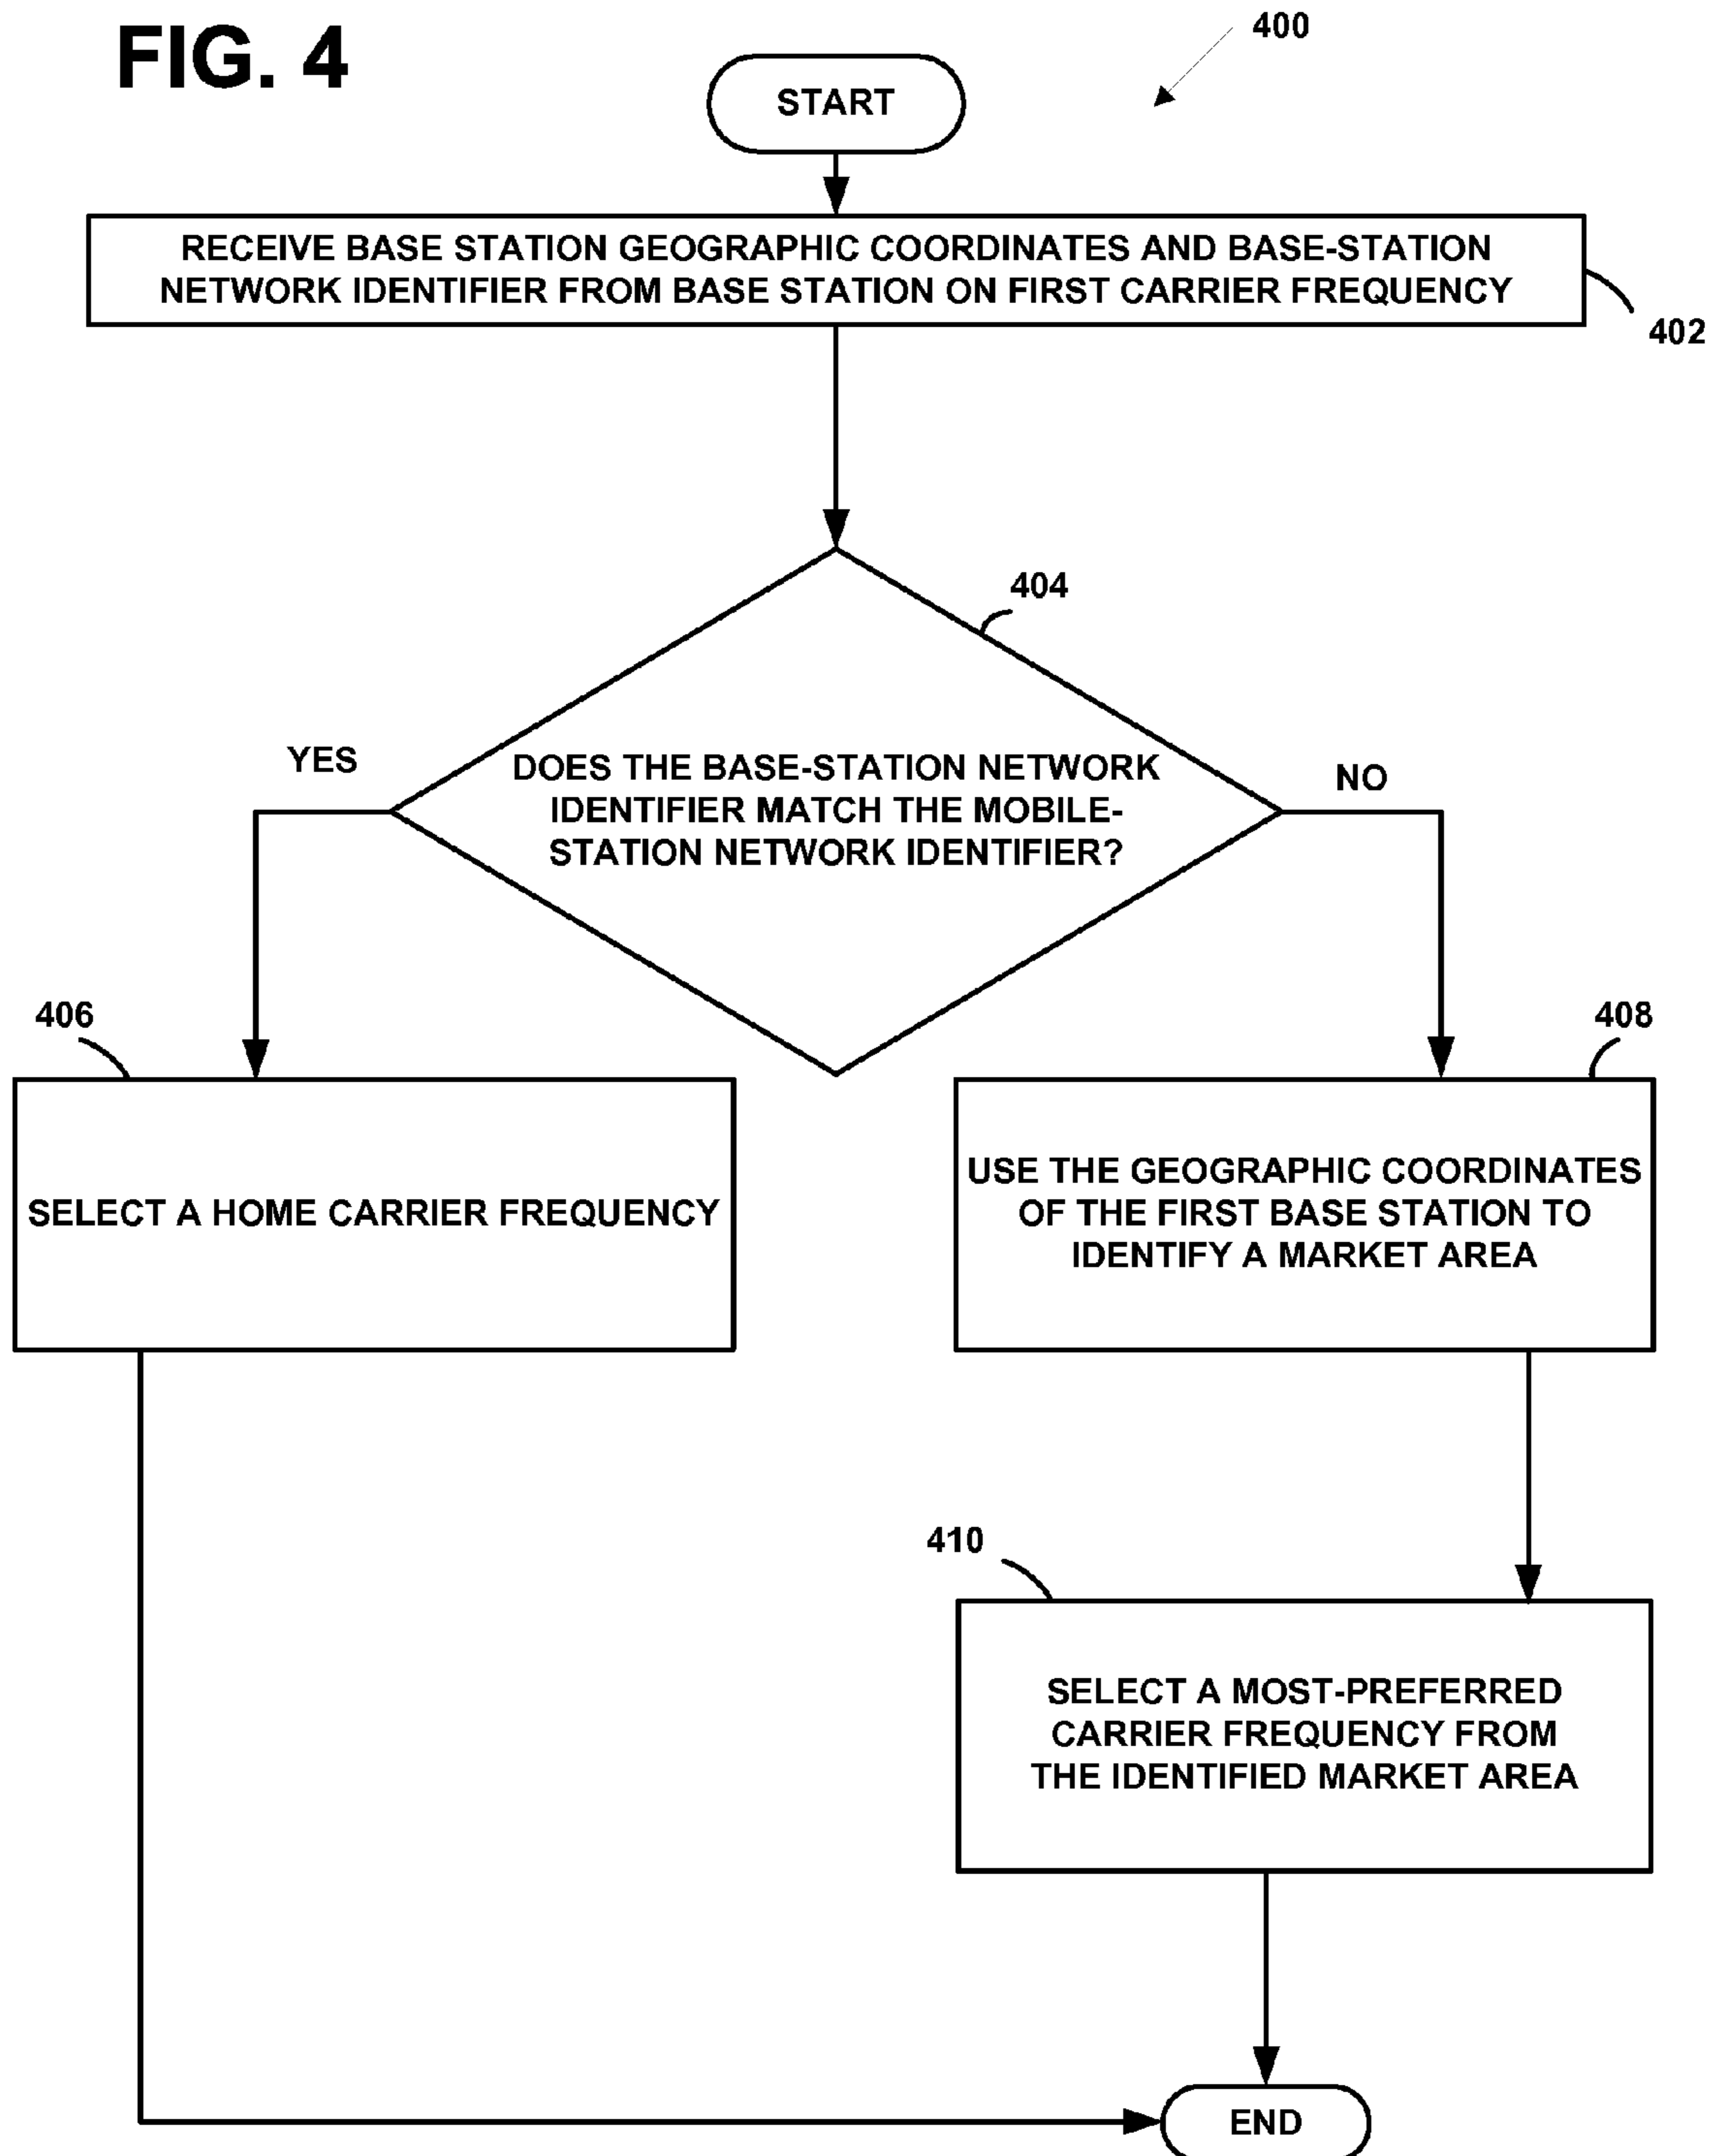 FIG. 4
400
START
RECEIVE BASE STATION GEOGRAPHIC COORDINATES AND BASE-STATION
NETWORK IDENTIFIER FROM BASE STATION ON FIRST CARRIER FREQUENCY
402
404
DOES THE BASE-STATION NETWORK
IDENTIFIER MATCH THE MOBILE-
STATION NETWORK IDENTIFIER?
YES
NO
406
SELECT A HOME CARRIER FREQUENCY
408
USE THE GEOGRAPHIC COORDINATES
OF THE FIRST BASE STATION TO
IDENTIFY A MARKET AREA
410
SELECT A MOST-PREFERRED
CARRIER FREQUENCY FROM
THE IDENTIFIED MARKET AREA
END